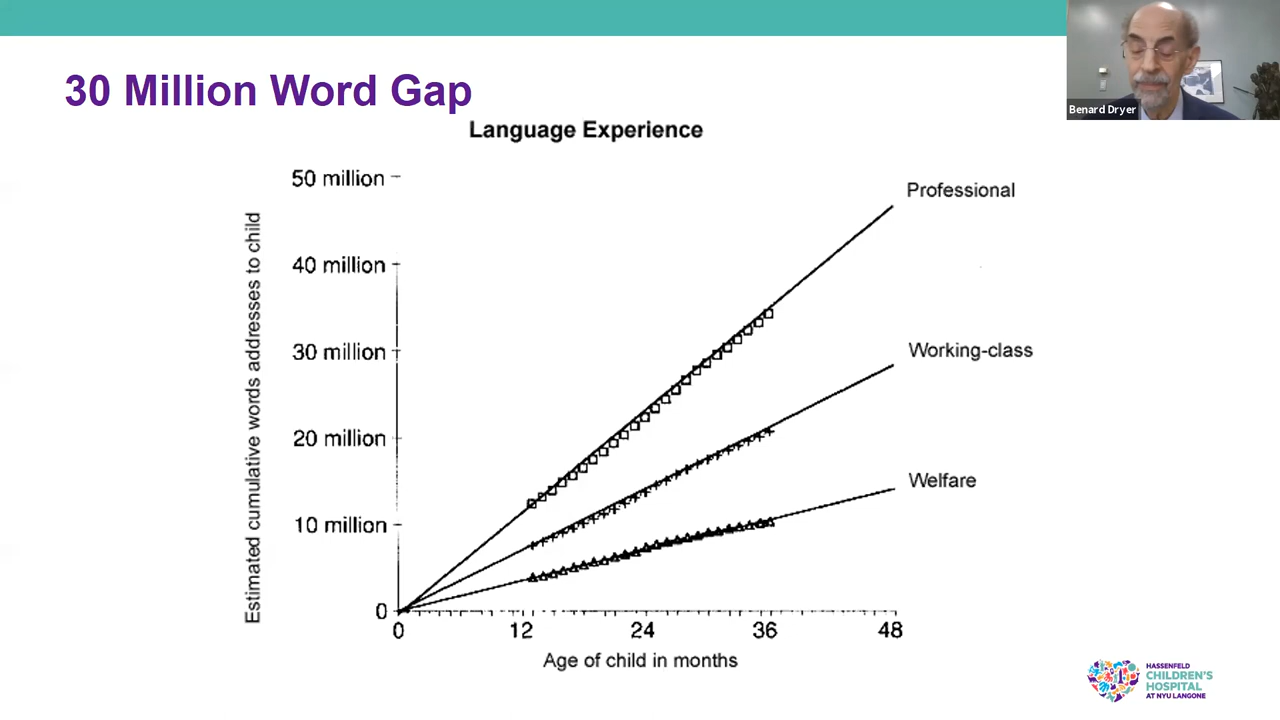 30 Million Word Gap
Benard Dryer
Language Experience
Estimated cumulative words addresses to child
50 million
40 million
30 million
20 million
10 million
0
Professional
Working-class
Welfare
0 12 24 36 48
Age of child in months
HASSENFELD
CHILDREN'S
HOSPITAL
AT NYU LANGONE